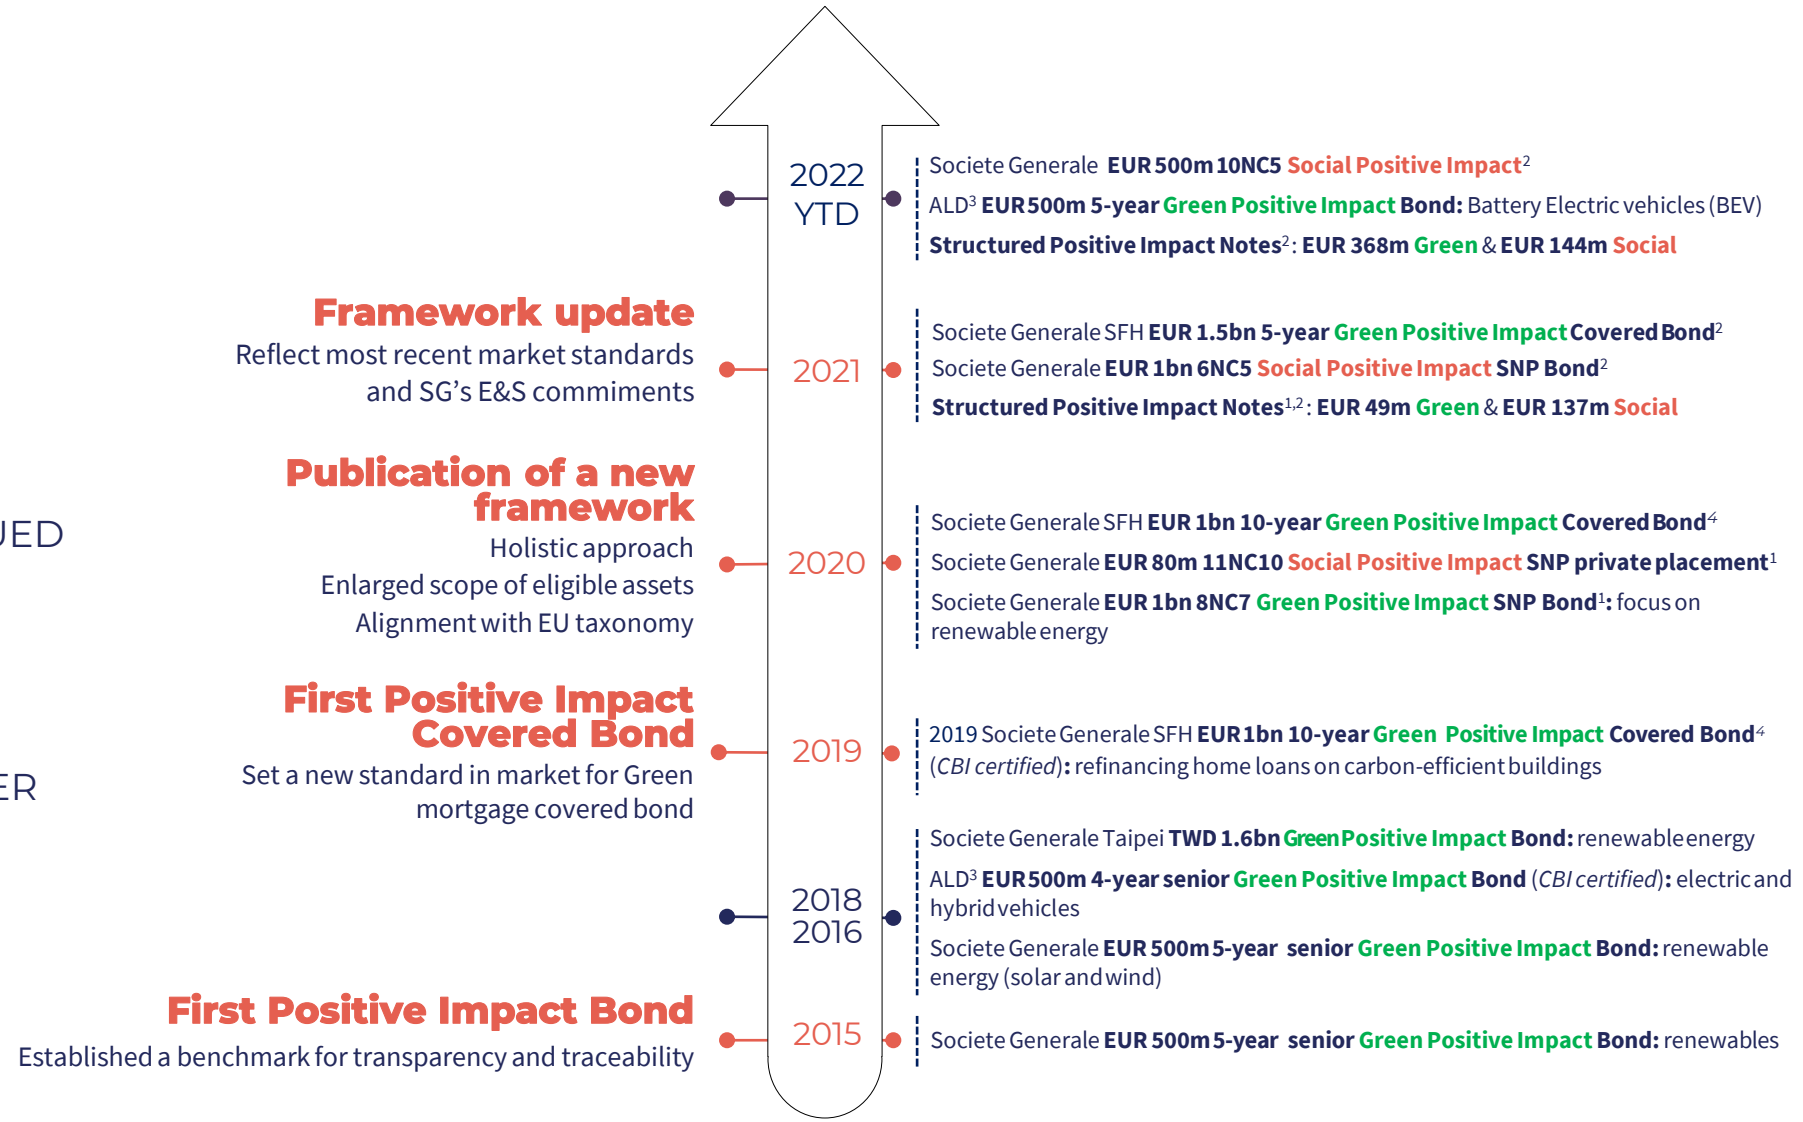 2022
YTD
Societe Generale EUR 500m 10NC5 Social Positive Impact²
ALD³ EUR 500m 5-year Green Positive Impact Bond: Battery Electric vehicles (BEV)
Structured Positive Impact Notes²: EUR 368m Green & EUR 144m Social
Framework update
Reflect most recent market standards
and SG's E&S commiments
2021
Societe Generale SFH EUR 1.5bn 5-year Green Positive Impact Covered Bond²
Societe Generale EUR 1bn 6NC5 Social Positive Impact SNP Bond²
Structured Positive Impact Notes¹,²: EUR 49m Green & EUR 137m Social
Publication of a new
framework
Holistic approach
Enlarged scope of eligible assets
Alignment with EU taxonomy
UED
2020
Societe Generale SFH EUR 1bn 10-year Green Positive Impact Covered Bond⁴
Societe Generale EUR 80m 11NC10 Social Positive Impact SNP private placement¹
Societe Generale EUR 1bn 8NC7 Green Positive Impact SNP Bond¹: focus on
renewable energy
First Positive Impact
Covered Bond
Set a new standard in market for Green
mortgage covered bond
ER
2019
2019 Societe Generale SFH EUR 1bn 10-year Green Positive Impact Covered Bond⁴
(CBI certified): refinancing home loans on carbon-efficient buildings
2018
2016
Societe Generale Taipei TWD 1.6bn Green Positive Impact Bond: renewable energy
ALD³ EUR 500m 4-year senior Green Positive Impact Bond (CBI certified): electric and
hybrid vehicles
Societe Generale EUR 500m 5-year senior Green Positive Impact Bond: renewable
energy (solar and wind)
First Positive Impact Bond
Established a benchmark for transparency and traceability
2015
Societe Generale EUR 500m 5-year senior Green Positive Impact Bond: renewables